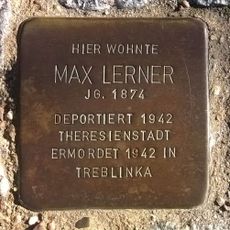 HIER WOHNTE
MAX LERNER
JG. 1874
DEPORTIERT 1942
THERESIENSTADT
ERMORDET 1942 IN
TREBLINKA